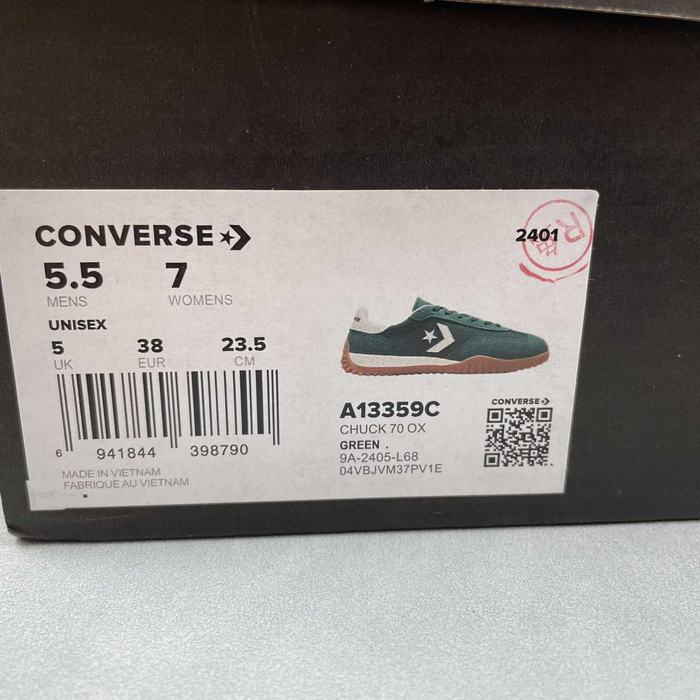 CONVERSE
2401
5.5 7
MENS WOMENS
UNISEX
5 38 23.5
UK EUR CM
6 941844 398790
MADE IN VIETNAM
FABRIQUE AU VIETNAM
A13359C
CHUCK 70 OX
GREEN .
9A-2405-L68
04VBJVM37PV1E
CONVERSE
R